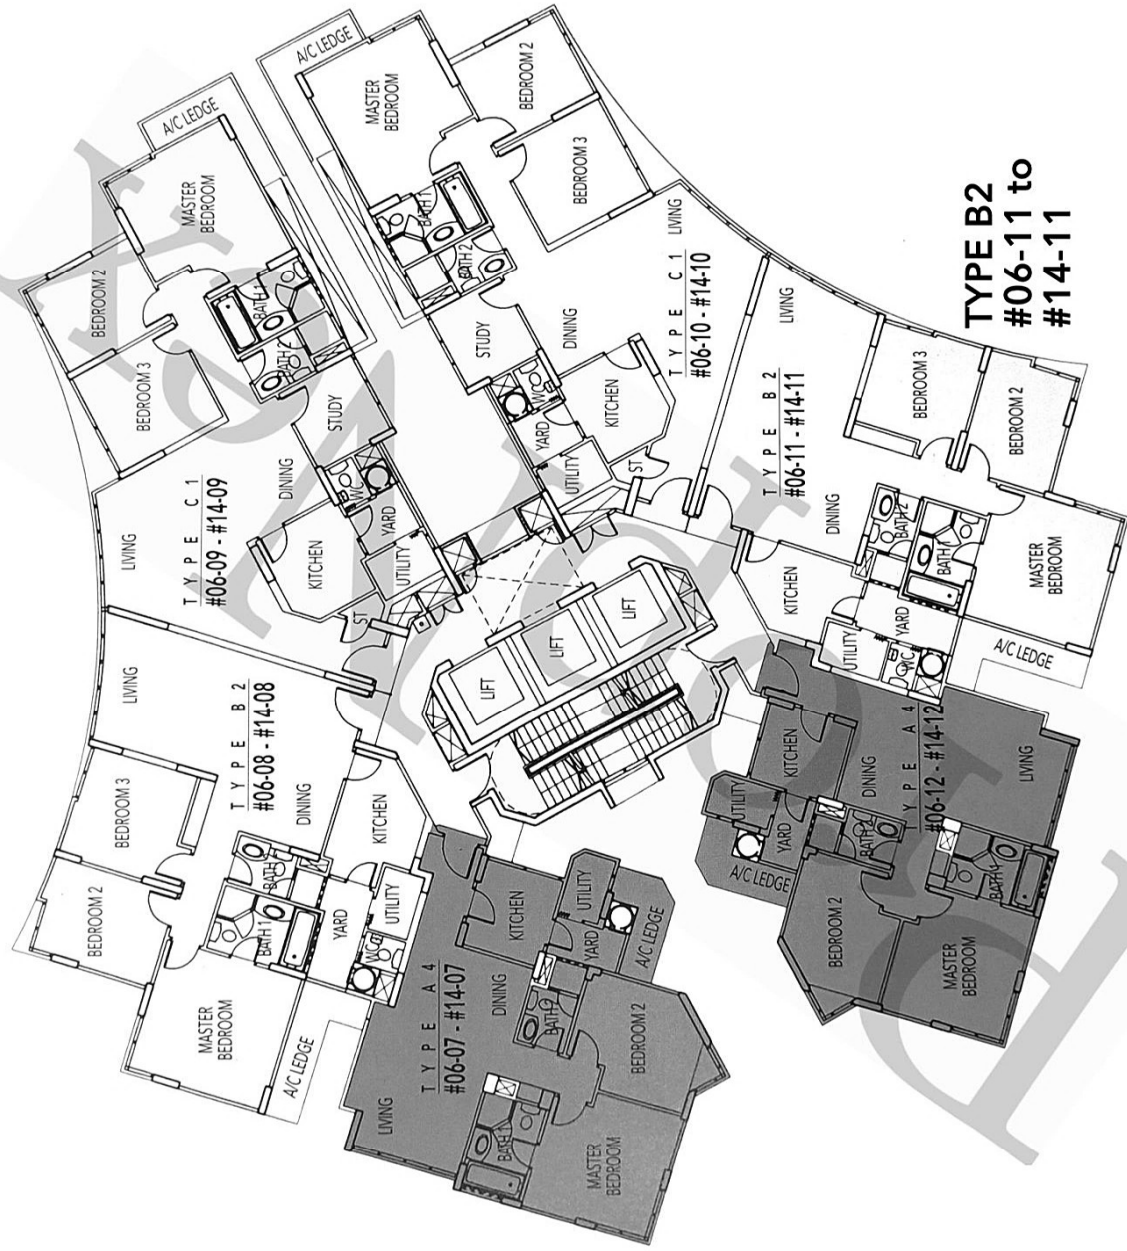 A/C LEDGE
MASTER
BEDROOM
BEDROOM 2
BEDROOM 3
BATH 1
BATH 2
STUDY
LIVING
DINING
TYPE C1
#06-10 - #14-10
WC
YARD
KITCHEN
UTILITY
ST
A/C LEDGE
MASTER
BEDROOM
BEDROOM 2
BEDROOM 3
BATH 1
BATH 2
STUDY
DINING
TYPE C1
#06-09 - #14-09
LIVING
WC
YARD
KITCHEN
UTILITY
ST
LIFT
LIFT
LIFT
LIVING
TYPE B2
#06-08 - #14-08
BEDROOM 3
DINING
BEDROOM 2
BATH
BATH 1
KITCHEN
YARD
UTILITY
WC
MASTER
BEDROOM
A/C LEDGE
LIVING
TYPE B2
#06-11 - #14-11
BEDROOM 3
DINING
BEDROOM 2
BATH 2
BATH
KITCHEN
YARD
UTILITY
WC
MASTER
BEDROOM
A/C LEDGE
TYPE A4
#06-07 - #14-07
KITCHEN
UTILITY
YARD
A/C LEDGE
DINING
BATH2
LIVING
BEDROOM 2
BATH 1
MASTER
BEDROOM
KITCHEN
UTILITY
YARD
A/C LEDGE
DINING
TYPE A4
#06-12 - #14-12
LIVING
BATH2
BEDROOM 2
BATH 1
MASTER
BEDROOM
TYPE B2
#06-11 to
#14-11